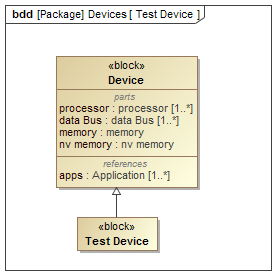 bdd [Package] Devices [ Test Device ]
«block»
Device
parts
processor : processor [1..*]
data Bus : data Bus [1..*]
memory : memory
nv memory : nv memory
references
apps : Application [1..*]
«block»
Test Device